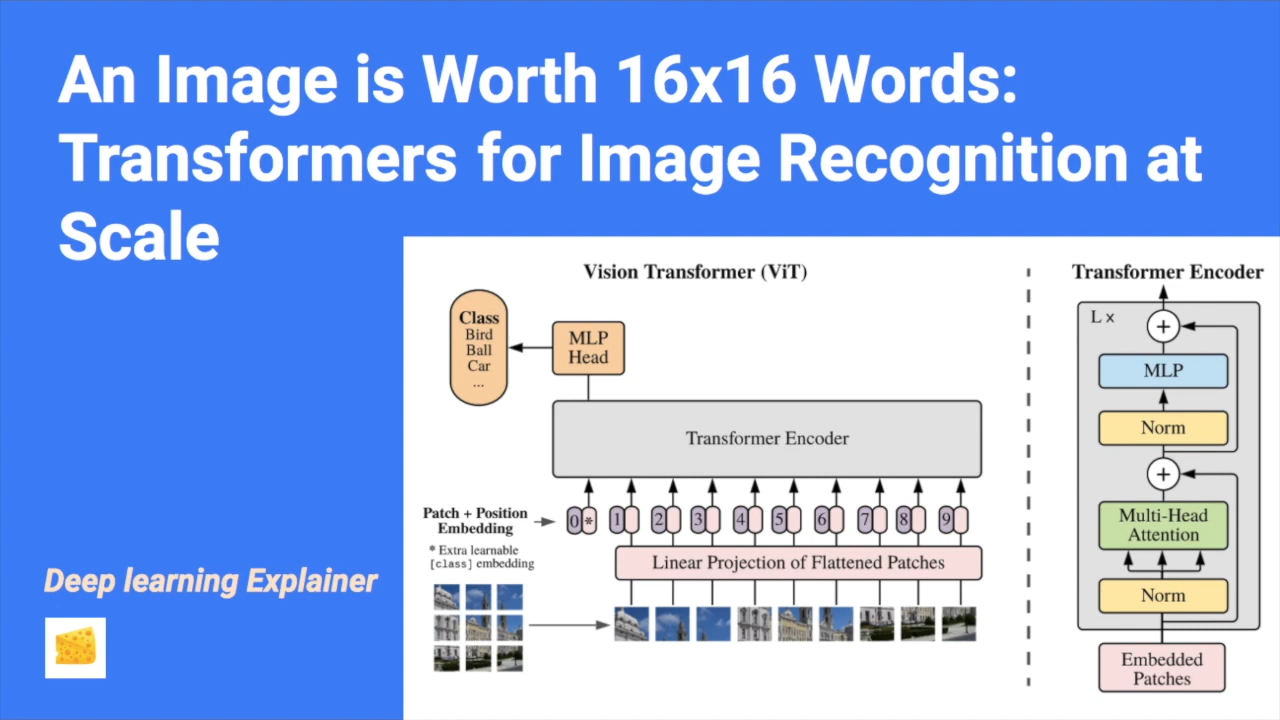 An Image is Worth 16x16 Words:
Transformers for Image Recognition at
Scale
Deep learning Explainer
Vision Transformer (ViT)
Class
Bird
Ball
Car
...
MLP
Head
Transformer Encoder
Patch + Position
Embedding
* Extra learnable
[class] embedding
0 * 1 2 3 4 5 6 7 8 9
Linear Projection of Flattened Patches
Transformer Encoder
L x
+
MLP
Norm
+
Multi-Head
Attention
Norm
Embedded
Patches